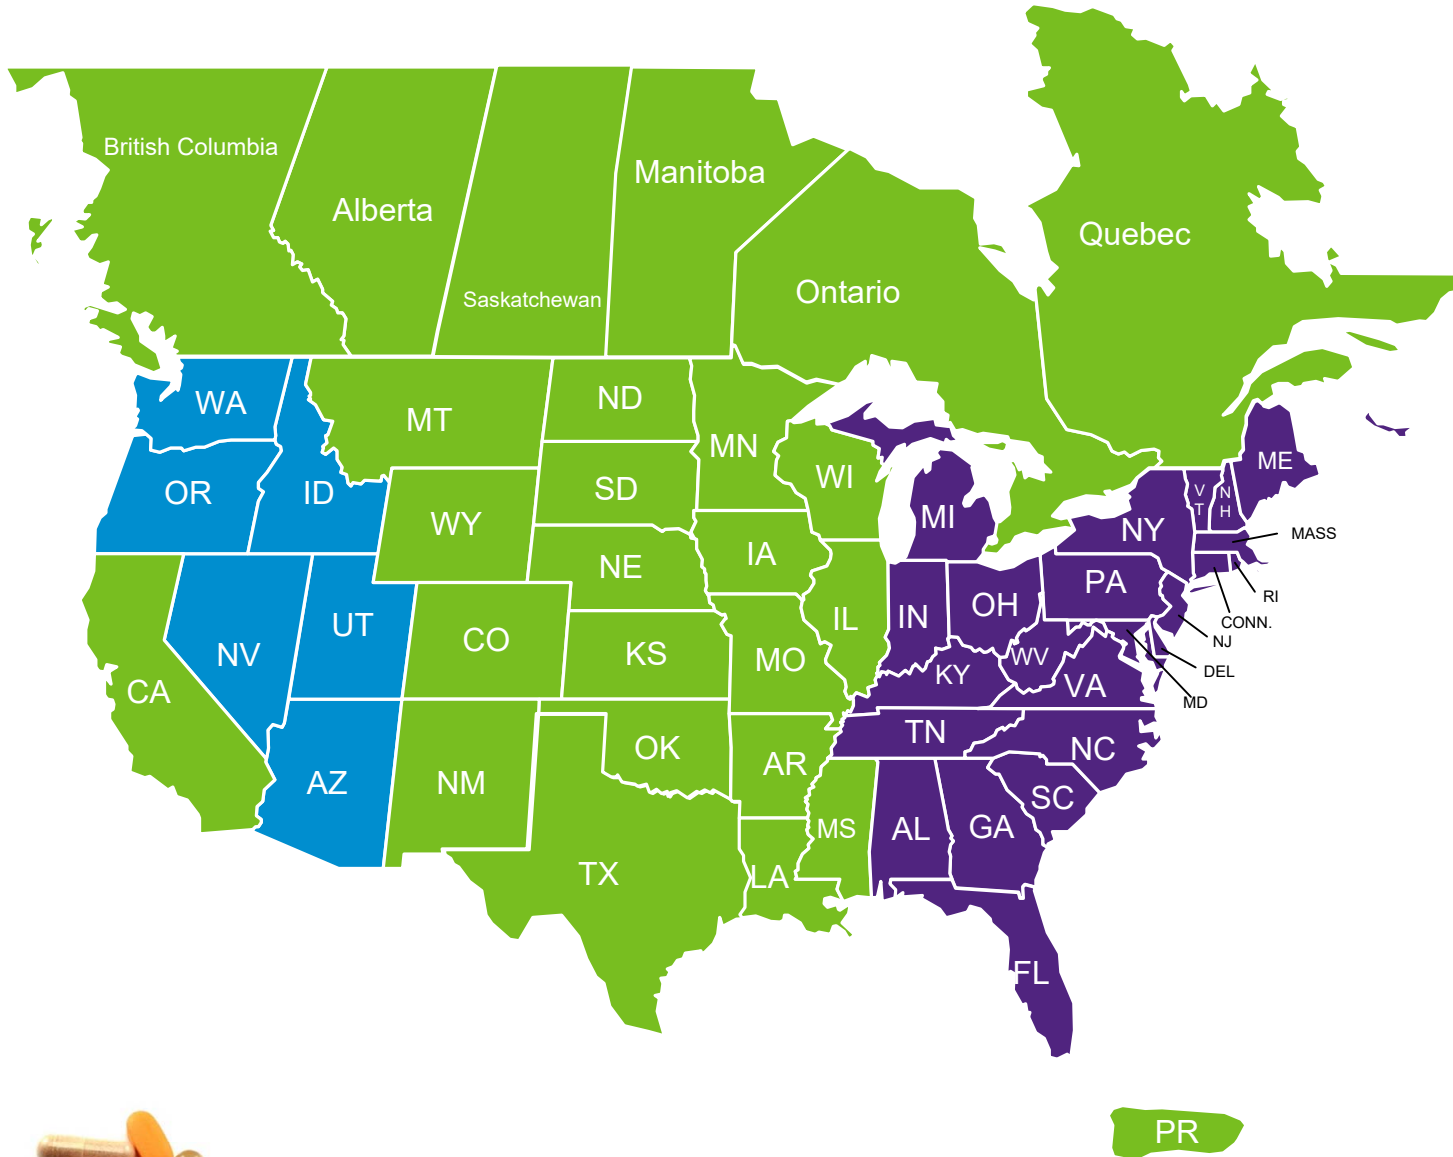 British Columbia
Alberta
Saskatchewan
Manitoba
Ontario
Quebec
WA
OR
ID
MT
WY
ND
SD
NE
MN
WI
IA
IL
MI
IN
OH
PA
NY
V
T
N
H
ME
MASS
RI
CONN.
NJ
DEL
MD
CA
NV
UT
CO
KS
MO
KY
WV
VA
AZ
NM
OK
AR
TN
NC
SC
TX
LA
MS
AL
GA
FL
PR